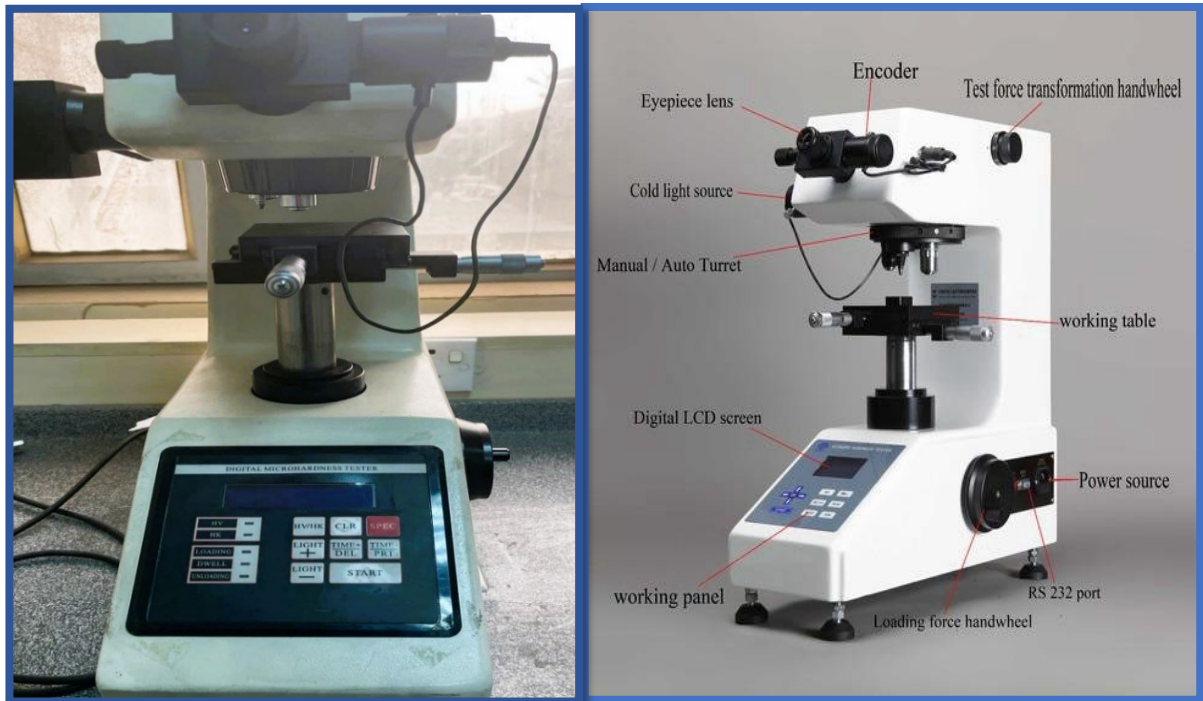 DIGITAL MICROHARDNESS TESTER
HV
HK
LOADING
DWELL
UNLOADING
HV/HK
CLR
SPEC
LIGHT
+
TIME+
DEL
TIME-
PRT
LIGHT
—
START
Encoder
Eyepiece lens
Test force transformation handwheel
Cold light source
Manual / Auto Turret
working table
Digital LCD screen
Power source
RS 232 port
working panel
Loading force handwheel